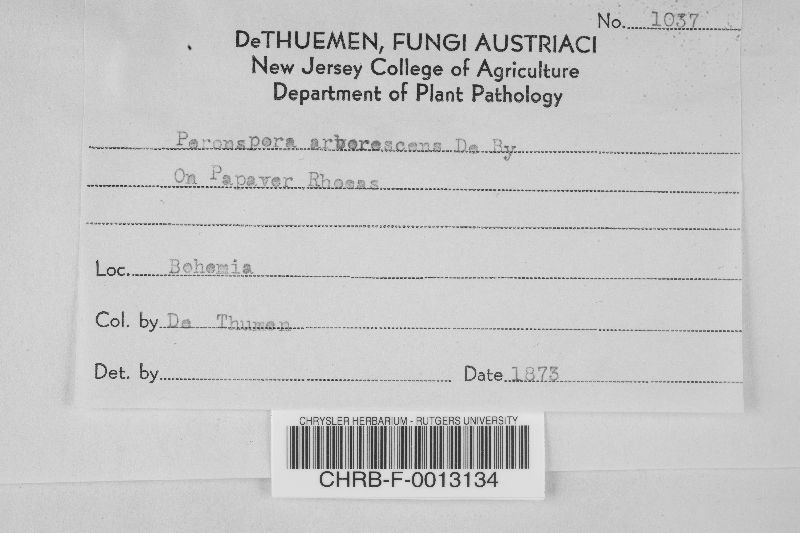 No. 1037
DeTHUEMEN, FUNGI AUSTRIACI
New Jersey College of Agriculture
Department of Plant Pathology
Peronspora arborescens De By
On Papaver Rhoeas
Loc. Bohemia
Col. by De Thumen
Det. by
Date 1873
CHRYSLER HERBARIUM - RUTGERS UNIVERSITY
CHRB-F-0013134